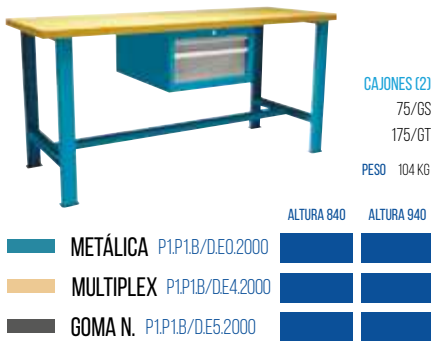 CAJONES (2)
75/GS
175/GT
PESO 104 KG
ALTURA 840 ALTURA 940
METÁLICA P1.P1.B/D.E0.2000
MULTIPLEX P1.P1.B/D.E4.2000
GOMA N. P1.P1.B/D.E5.2000